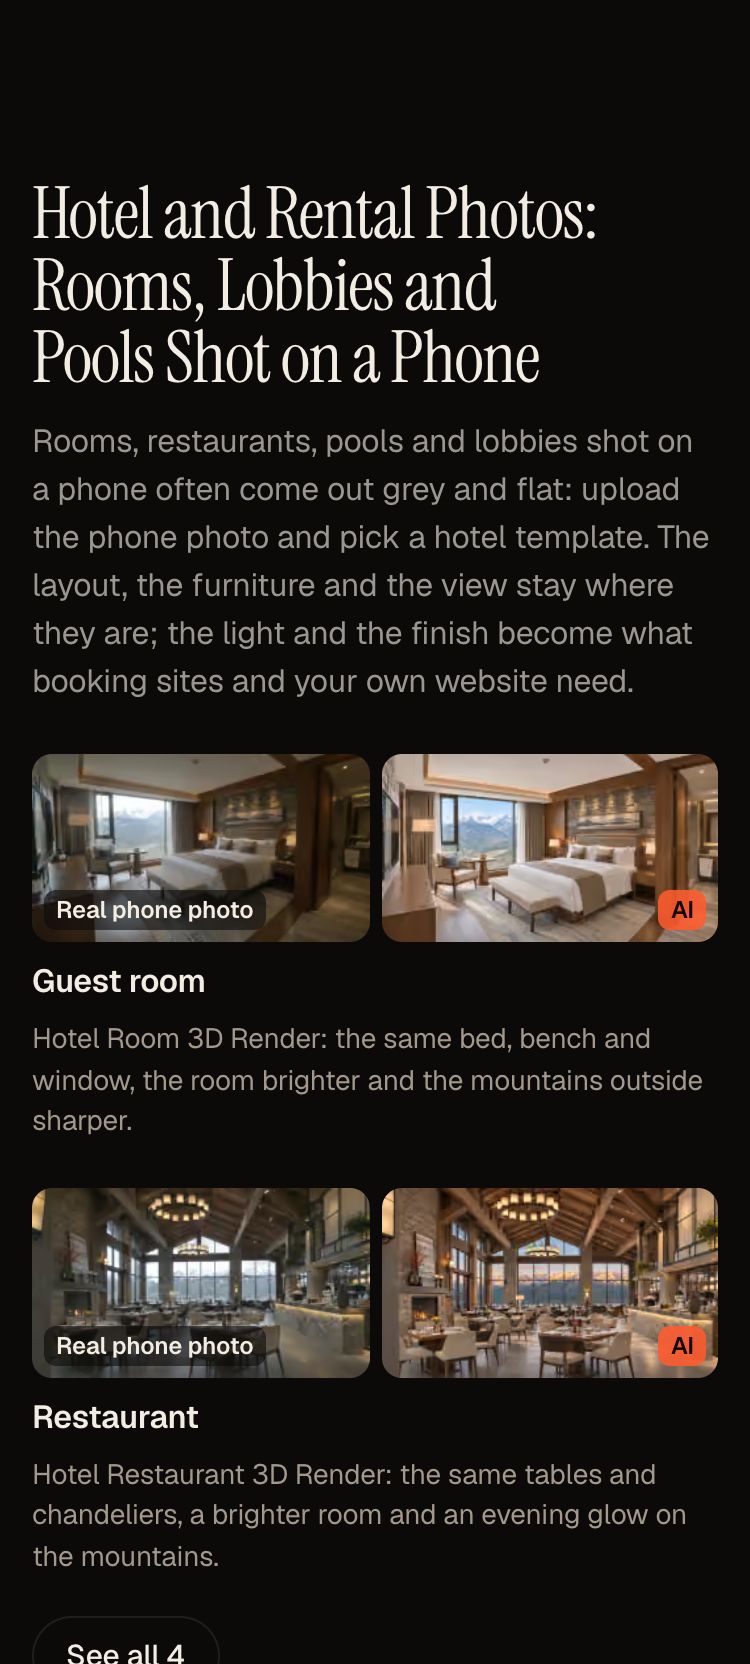 Hotel and Rental Photos:
Rooms, Lobbies and
Pools Shot on a Phone
Rooms, restaurants, pools and lobbies shot on
a phone often come out grey and flat: upload
the phone photo and pick a hotel template. The
layout, the furniture and the view stay where
they are; the light and the finish become what
booking sites and your own website need.
Real phone photo
AI
Guest room
Hotel Room 3D Render: the same bed, bench and
window, the room brighter and the mountains outside
sharper.
Real phone photo
AI
Restaurant
Hotel Restaurant 3D Render: the same tables and
chandeliers, a brighter room and an evening glow on
the mountains.
See all 4